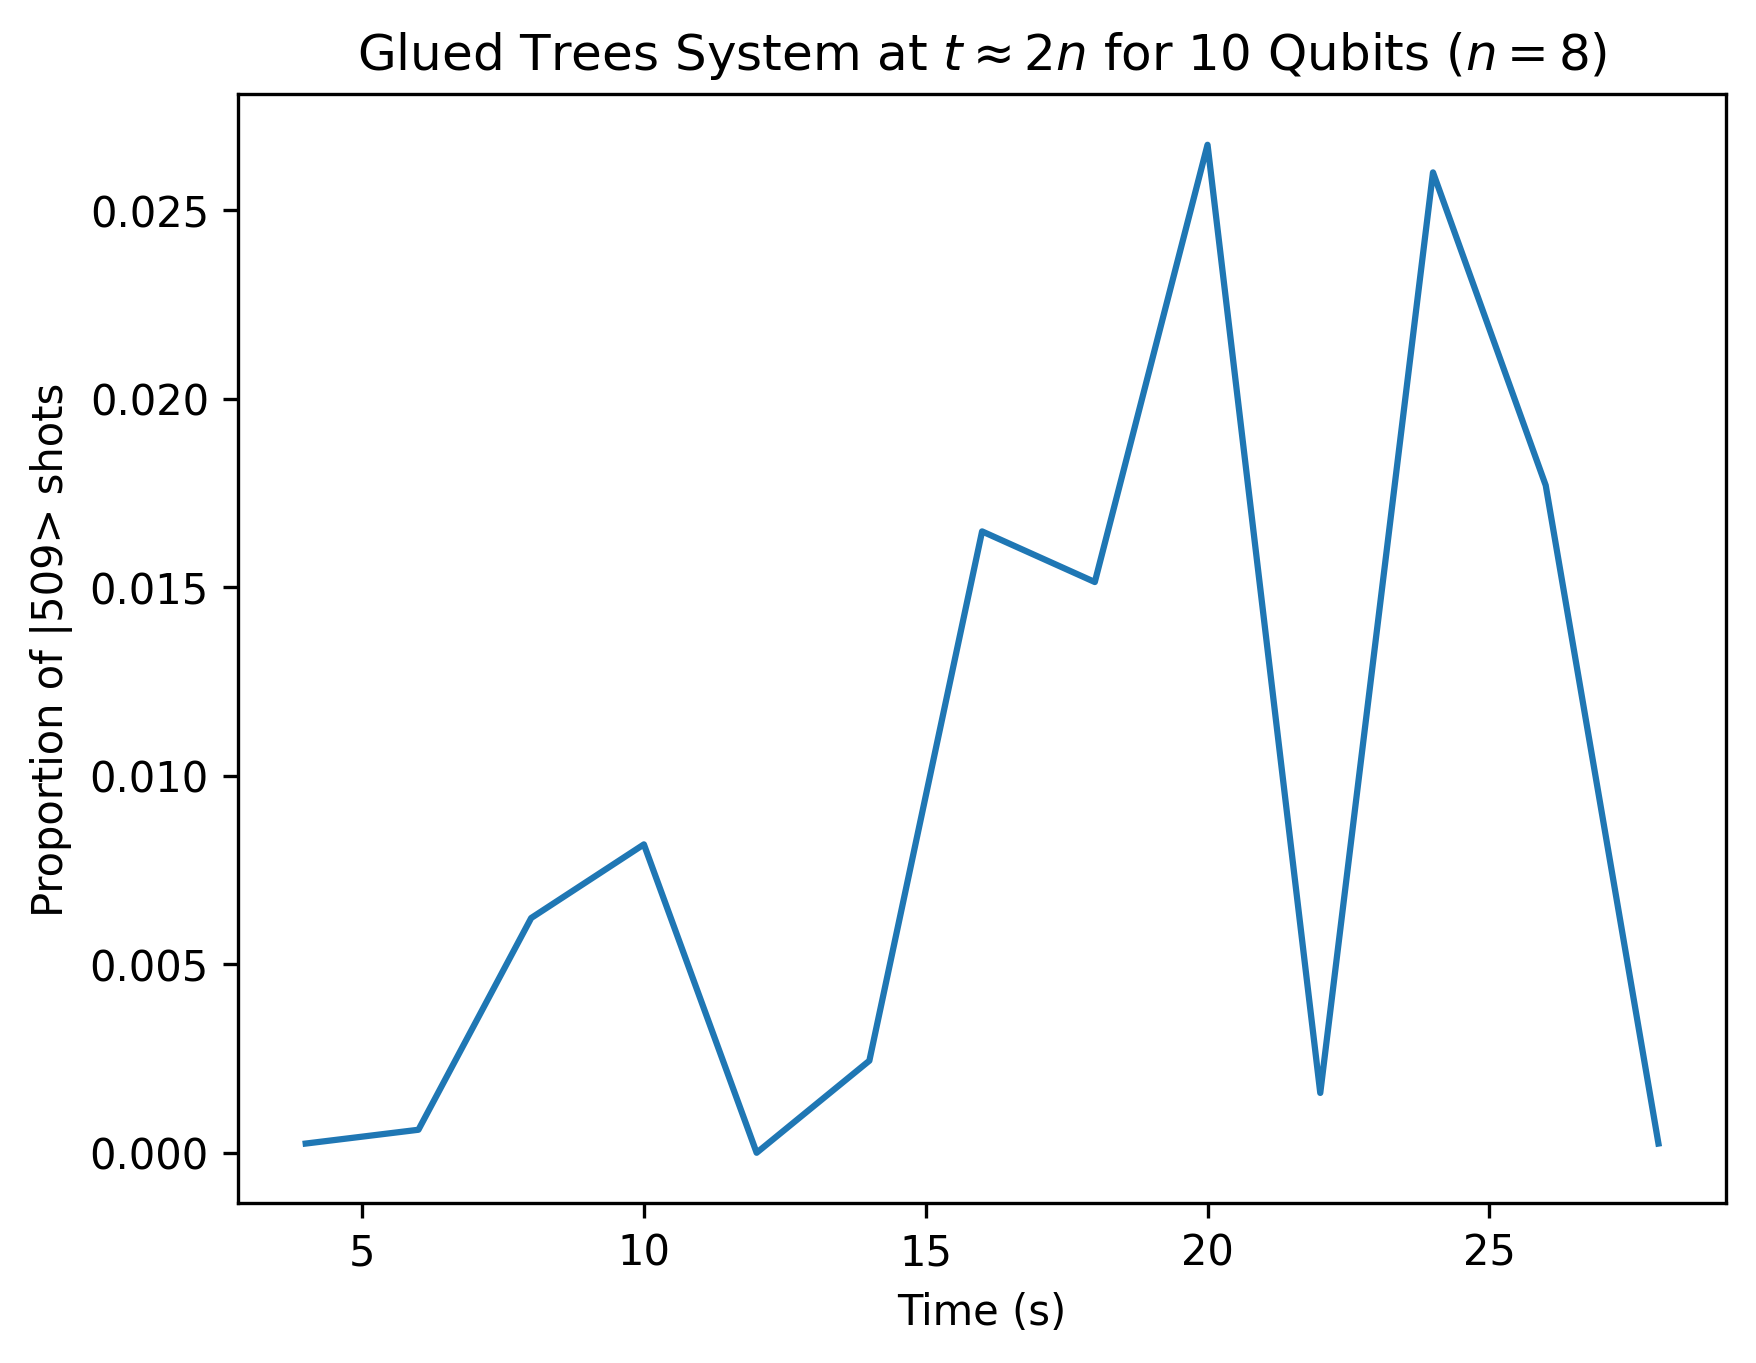 Glued Trees System at t ≈ 2n for 10 Qubits (n = 8)
Proportion of |509> shots
0.025
0.020
0.015
0.010
0.005
0.000
5 10 15 20 25
Time (s)